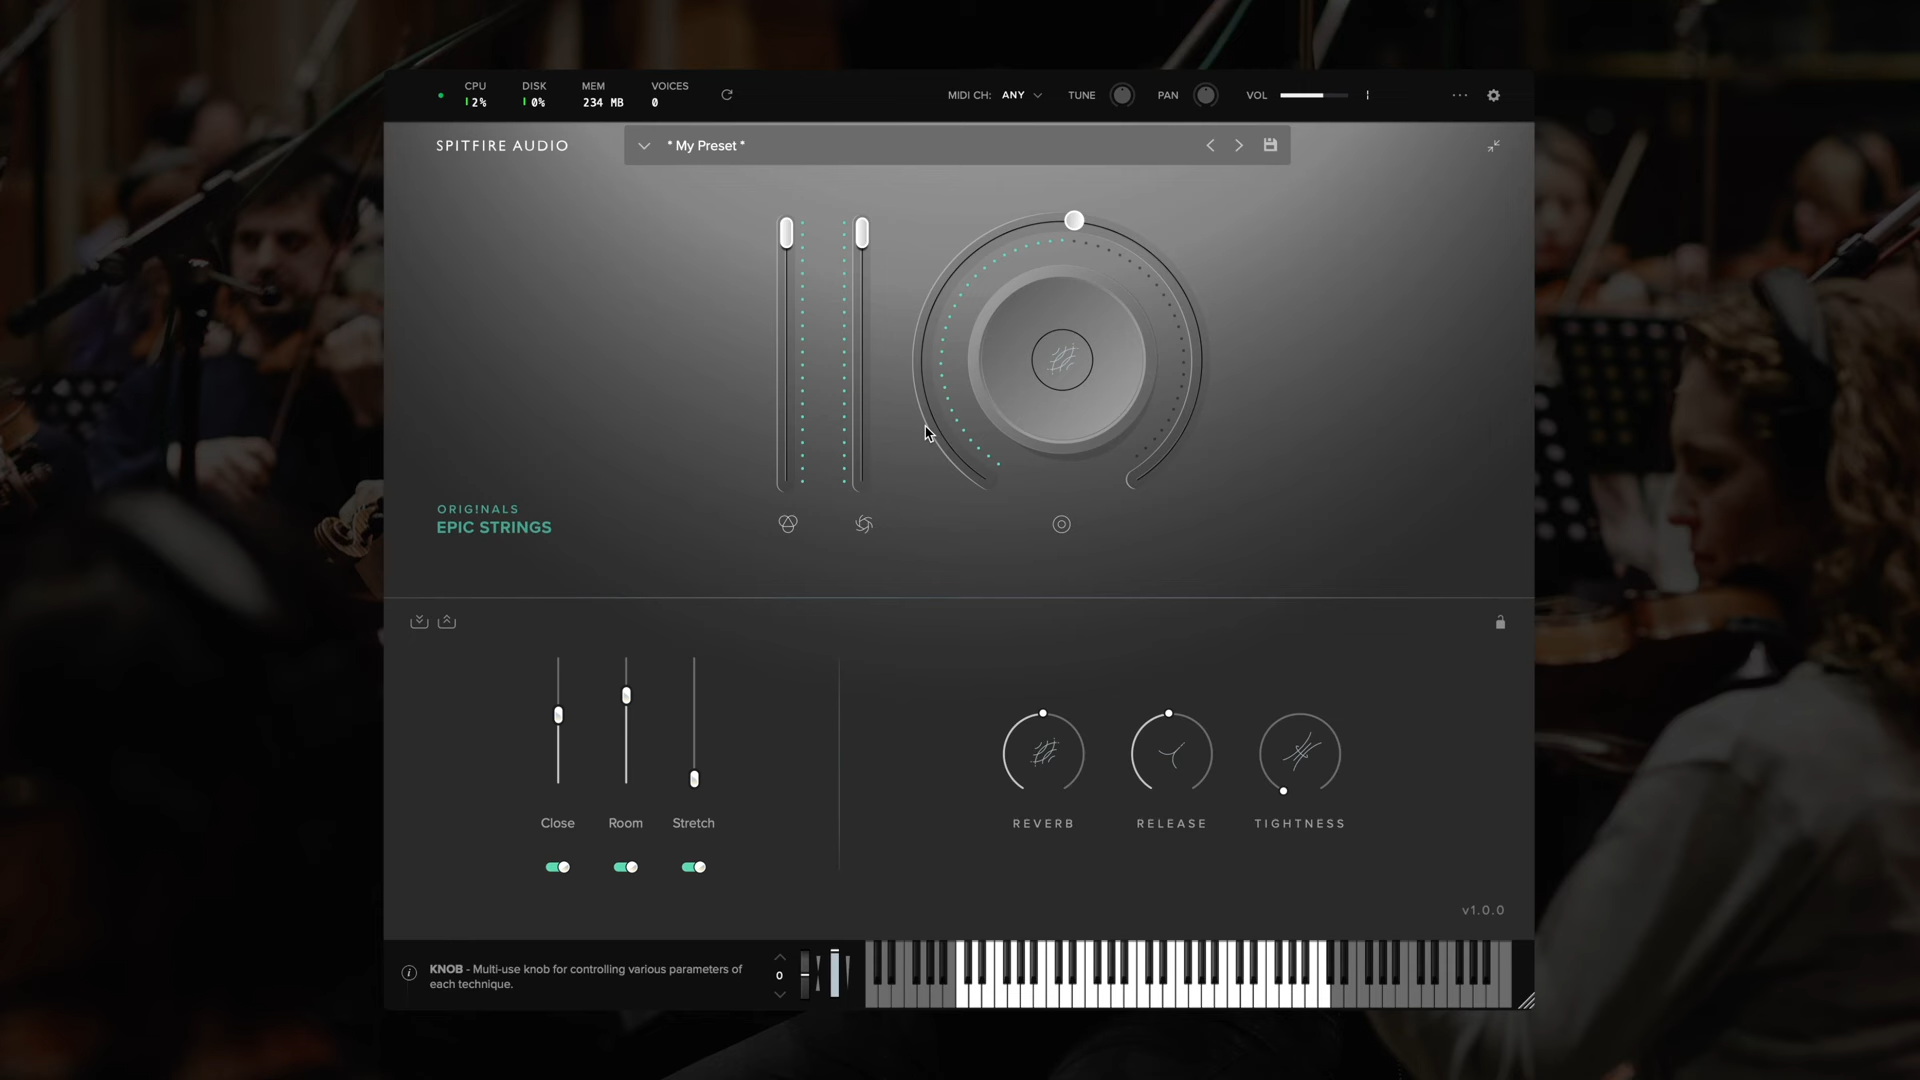 CPU
2%
DISK
0%
MEM
234 MB
VOICES
0
MIDI CH: ANY
TUNE
PAN
VOL
SPITFIRE AUDIO
* My Preset *
ORIG!NALS
EPIC STRINGS
Close
Room
Stretch
REVERB
RELEASE
TIGHTNESS
v1.0.0
KNOB - Multi-use knob for controlling various parameters of
each technique.
0